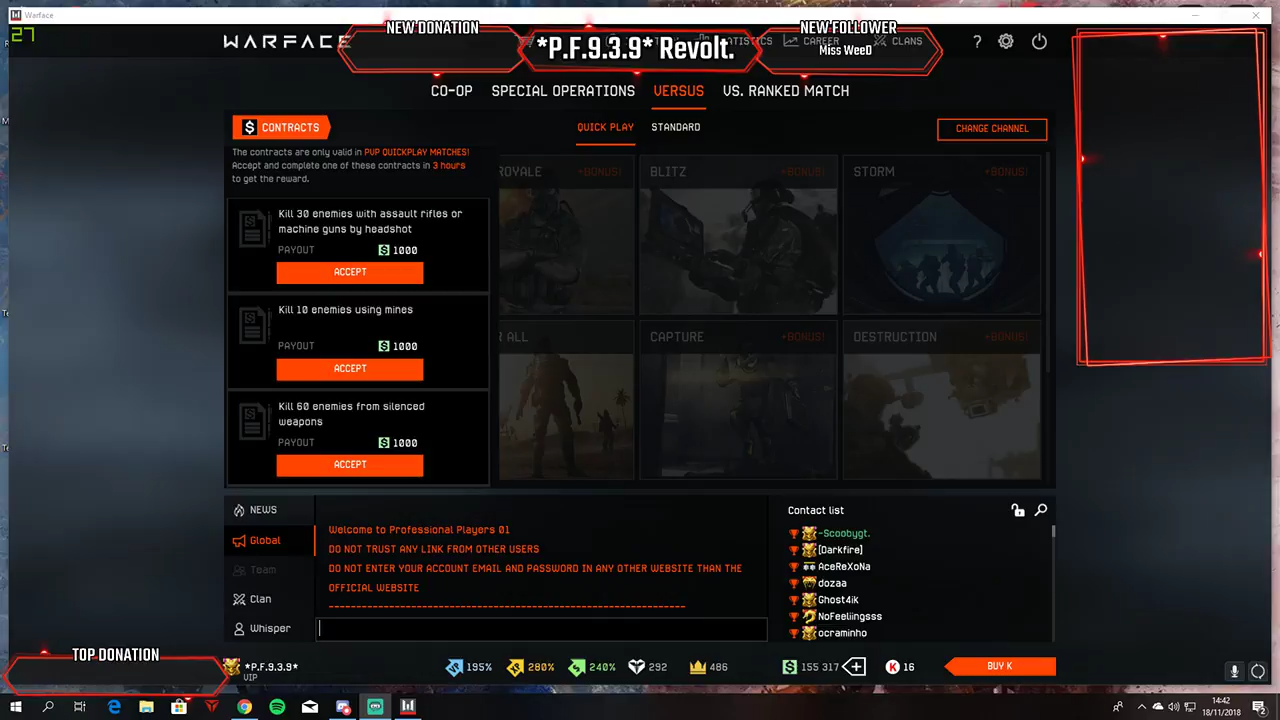 Warface
27
NEW DONATION
NEW FOLLOWER
WARFACE
*P.F.9.3.9* Revolt.
CAREER
CLANS
?
Miss WeeD
CO-OP
SPECIAL OPERATIONS
VERSUS
VS. RANKED MATCH
$ CONTRACTS
QUICK PLAY
STANDARD
CHANGE CHANNEL
The contracts are only valid in PVP QUICKPLAY MATCHES!
Accept and complete one of these contracts in 3 hours
to get the reward.
+BONUS!
BLITZ
+BONUS!
STORM
+BONUS!
Kill 30 enemies with assault rifles or
machine guns by headshot
PAYOUT $ 1000
ACCEPT
Kill 10 enemies using mines
PAYOUT $ 1000
ACCEPT
ALL
CAPTURE
+BONUS!
DESTRUCTION
+BONUS!
Kill 60 enemies from silenced
weapons
PAYOUT $ 1000
ACCEPT
NEWS
Global
Team
Clan
Whisper
Welcome to Professional Players 01
DO NOT TRUST ANY LINK FROM OTHER USERS
DO NOT ENTER YOUR ACCOUNT EMAIL AND PASSWORD IN ANY OTHER WEBSITE THAN THE
OFFICIAL WEBSITE
------------------------------------------------------------------
Contact list
-Scoobygt.
[Darkfire]
AceReXoNa
dozaa
Ghost4ik
NoFeeliingsss
ocraminho
TOP DONATION
*P.F.9.3.9*
VIP
195%
280%
240%
292
486
$ 155 317
K 16
BUY K
14:42
18/11/2018
2